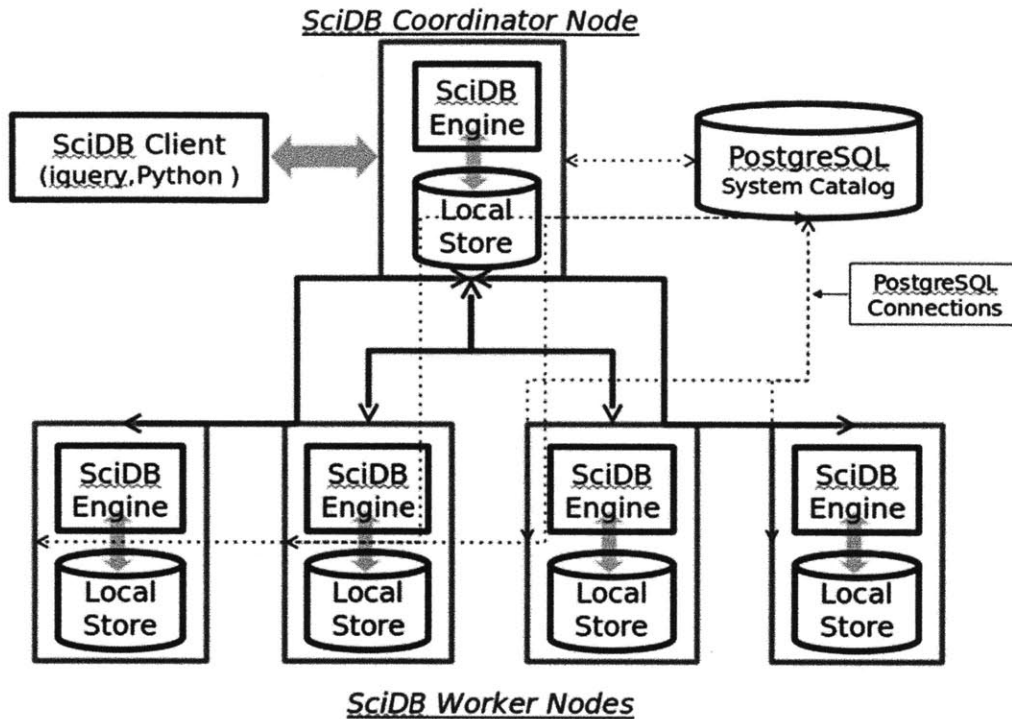 SciDB Coordinator Node
SciDB
Engine
Local
Store
SciDB Client
(iquery,Python )
PostgreSQL
System Catalog
PostgreSQL
Connections
SciDB
Engine
Local
Store
SciDB
Engine
Local
Store
SciDB
Engine
Local
Store
SciDB
Engine
Local
Store
SciDB Worker Nodes